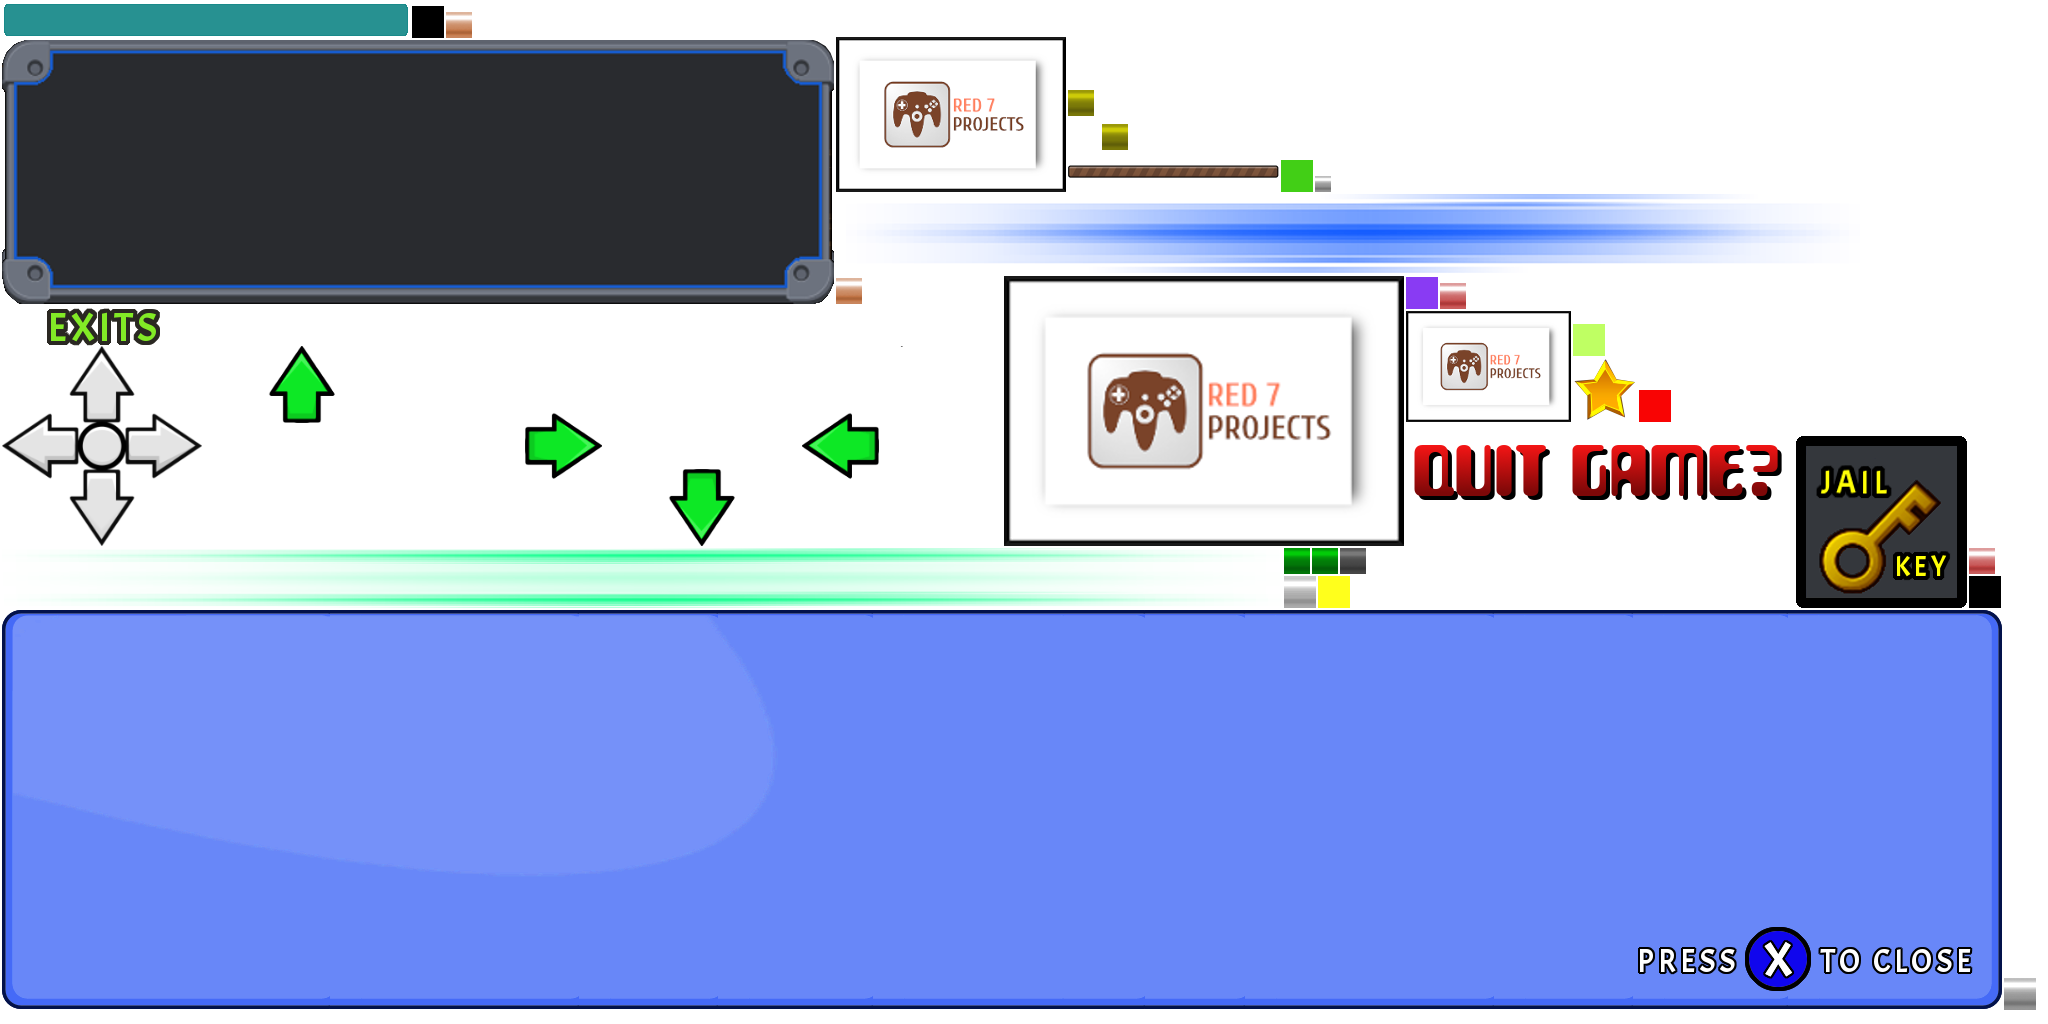 RED 7
PROJECTS
EXITS
RED 7
PROJECTS
RED 7
PROJECTS
QUIT GAME?
JAIL
KEY
PRESS X TO CLOSE